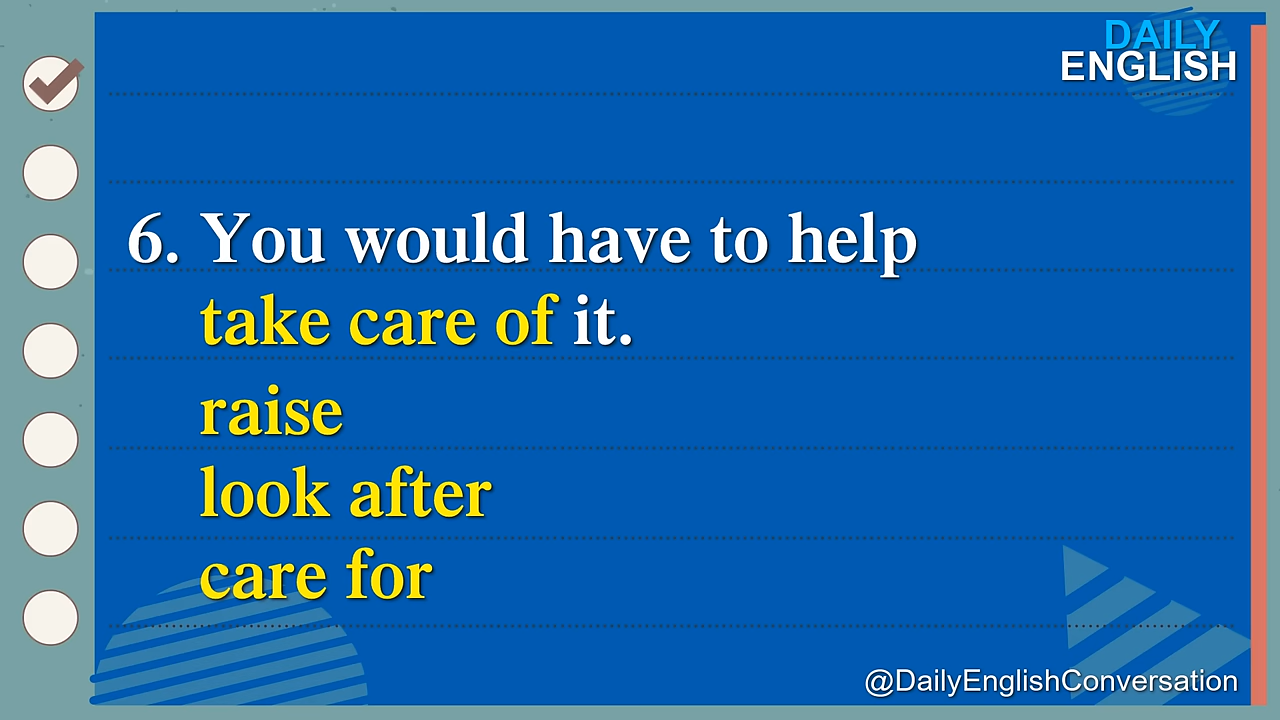 DAILY
ENGLISH
6. You would have to help
take care of it.
raise
look after
care for
@DailyEnglishConversation